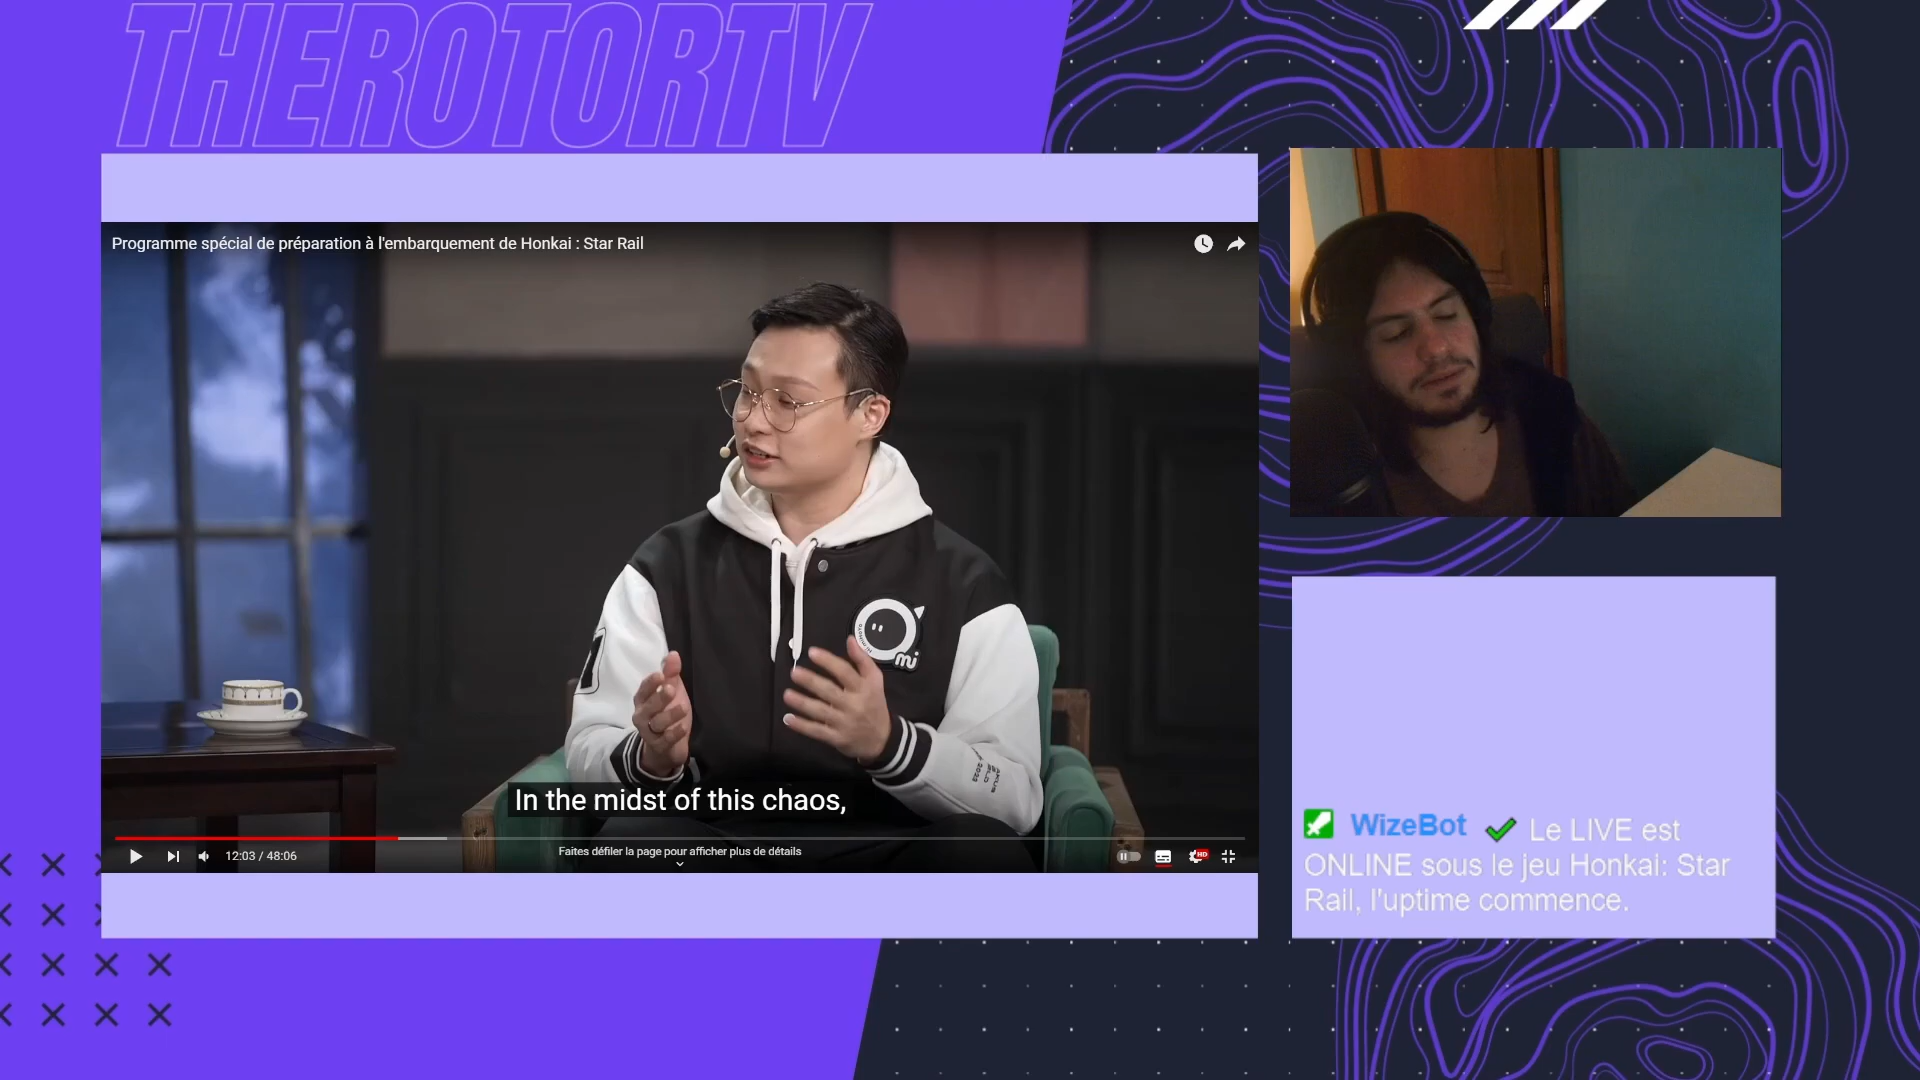 THEROTORTV
Programme spécial de préparation à l'embarquement de Honkai : Star Rail
mi
In the midst of this chaos,
12:03 / 48:06
Faites défiler la page pour afficher plus de détails
HD
WizeBot ✔ Le LIVE est
ONLINE sous le jeu Honkai: Star
Rail, l'uptime commence.